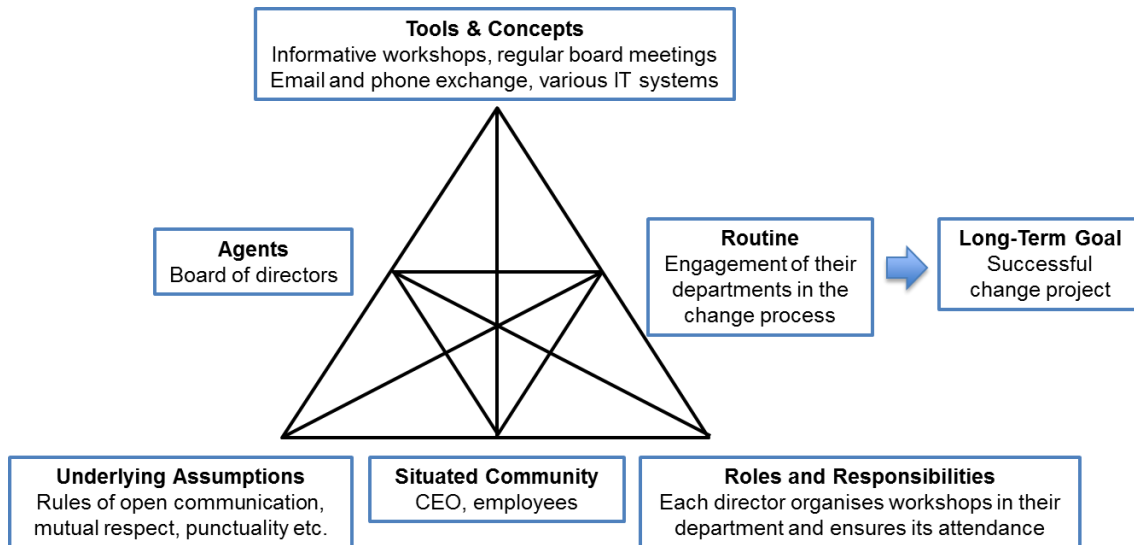 Tools & Concepts
Informative workshops, regular board meetings
Email and phone exchange, various IT systems
Agents
Board of directors
Routine
Engagement of their
departments in the
change process
Long-Term Goal
Successful
change project
Underlying Assumptions
Rules of open communication,
mutual respect, punctuality etc.
Situated Community
CEO, employees
Roles and Responsibilities
Each director organises workshops in their
department and ensures its attendance